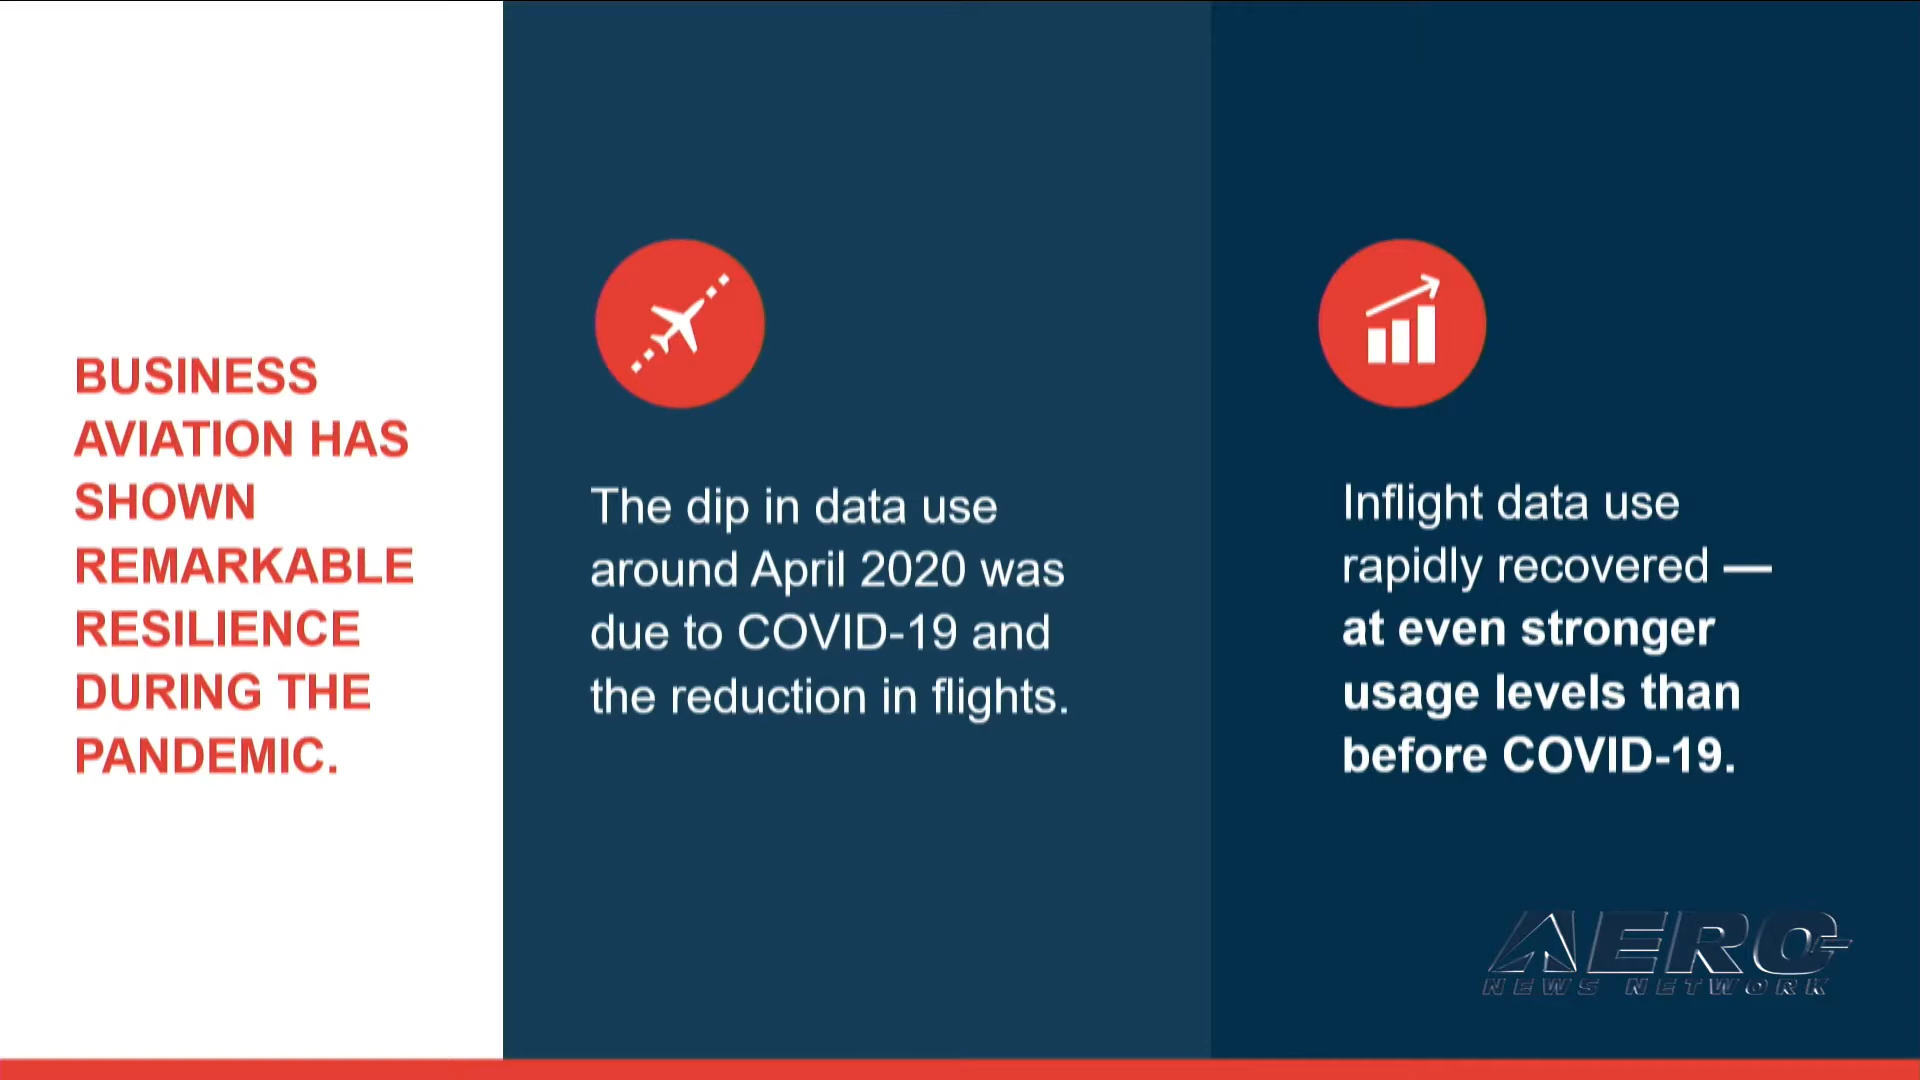 BUSINESS
AVIATION HAS
SHOWN
REMARKABLE
RESILIENCE
DURING THE
PANDEMIC.
The dip in data use
around April 2020 was
due to COVID-19 and
the reduction in flights.
Inflight data use
rapidly recovered —
at even stronger
usage levels than
before COVID-19.
AERO
NEWS NETWORK